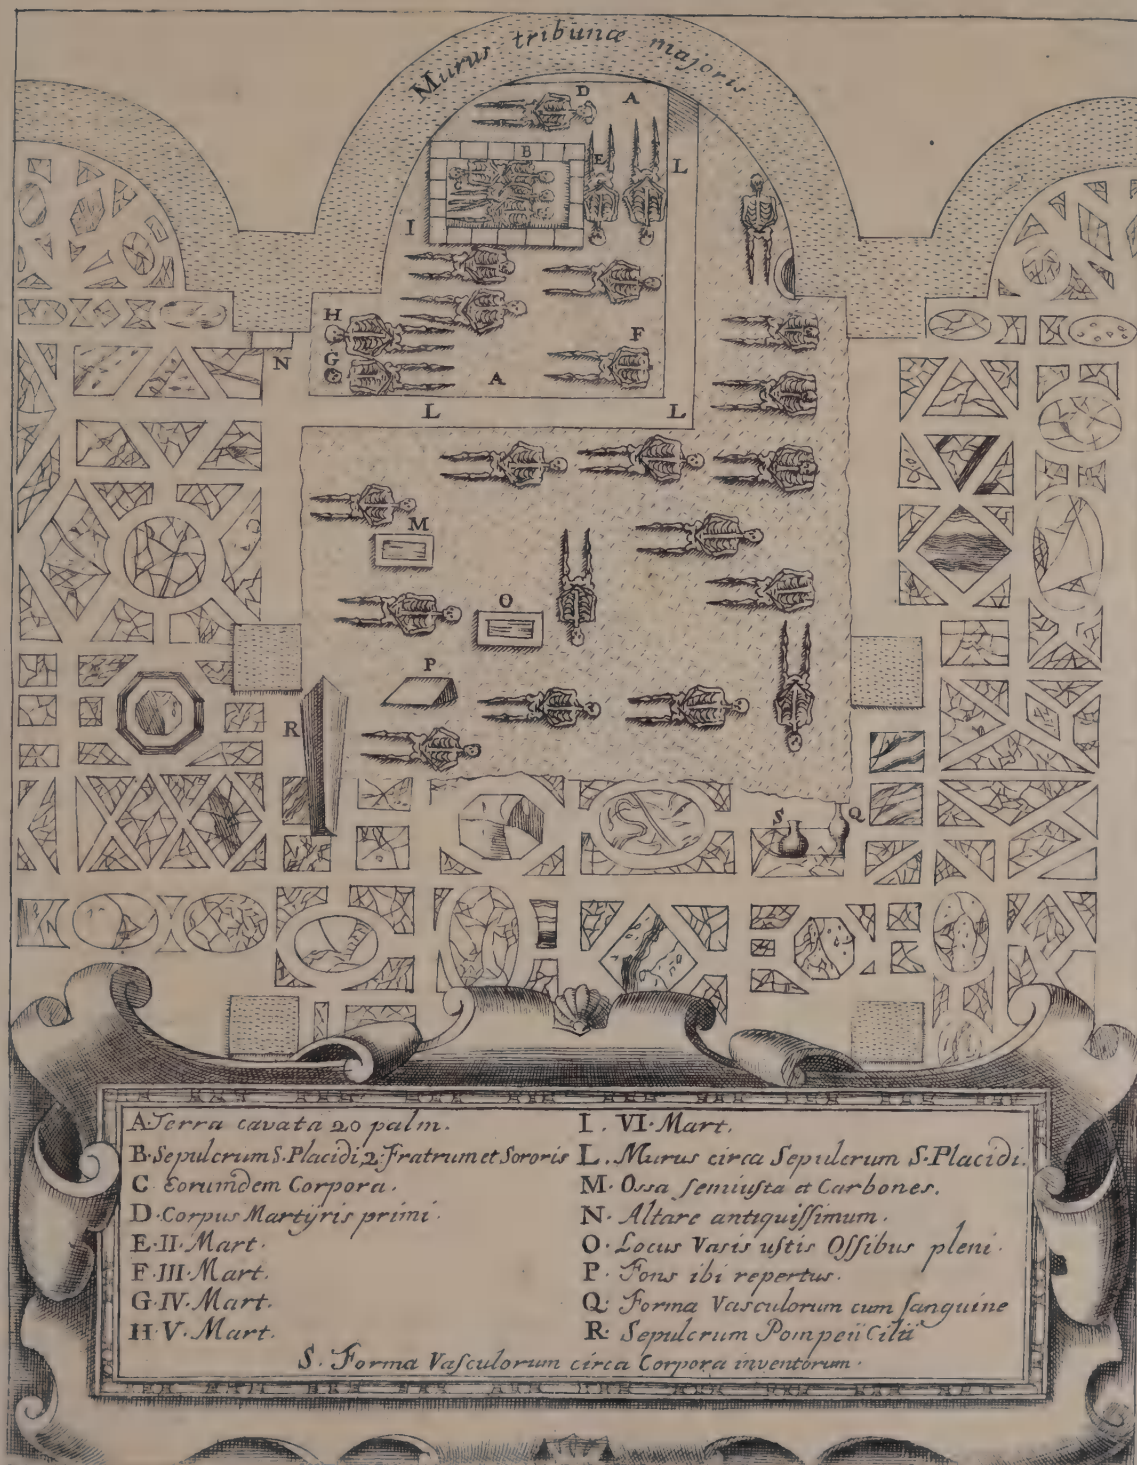 Murus tribunæ majoris
D
A
B
E
L
I
H
F
G
N
A
L
L
M
O
P
R
S
Q
A. Terra cavata 20 palm.
B. Sepulcrum S. Placidi, 2 Fratrum et Sororis
C Eorumdem Corpora.
D. Corpus Martÿris primi.
E. II. Mart.
F. III. Mart.
G. IV. Mart.
H. V. Mart.
I. VI. Mart.
L. Murus circa Sepulcrum S. Placidi.
M. Ossa ſemiuſta et Carbones.
N. Altare antiquiſſimum.
O. Locus Vasis uſtis Oſſibus pleni.
P. Fons ibi repertus.
Q. Forma Vasculorum cum ſanguine
R. Sepulcrum Pompeii Cilii
S. Forma Vaſculorum circa Corpora inventorum.